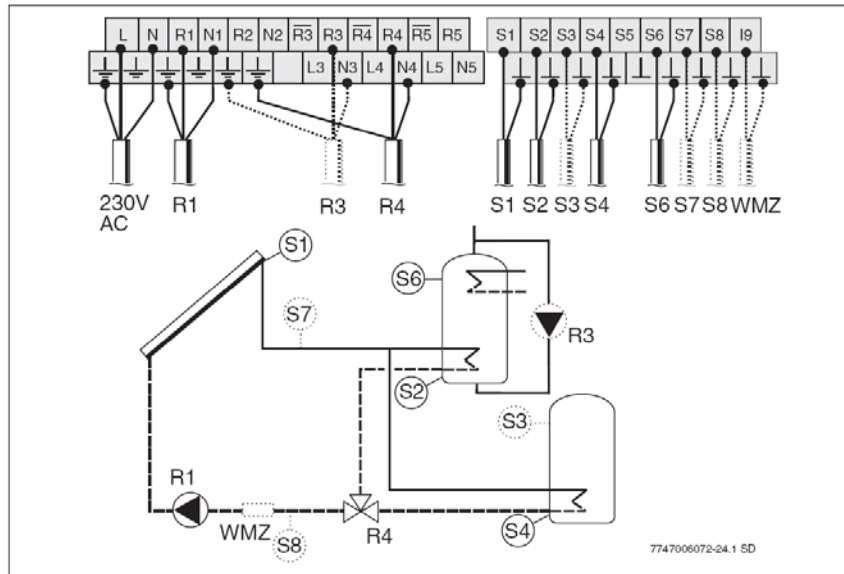 L N R1 N1 R2 N2 R3 R3 R4 R4 R5 R5
L3 N3 L4 N4 L5 N5
S1 S2 S3 S4 S5 S6 S7 S8 I9
230V
AC
R1
R3
R4
S1 S2 S3 S4 S6 S7 S8 WMZ
S1
S6
S7
R3
S2
S3
R1
WMZ
S8
R4
S4
7747006072-24.1 SD